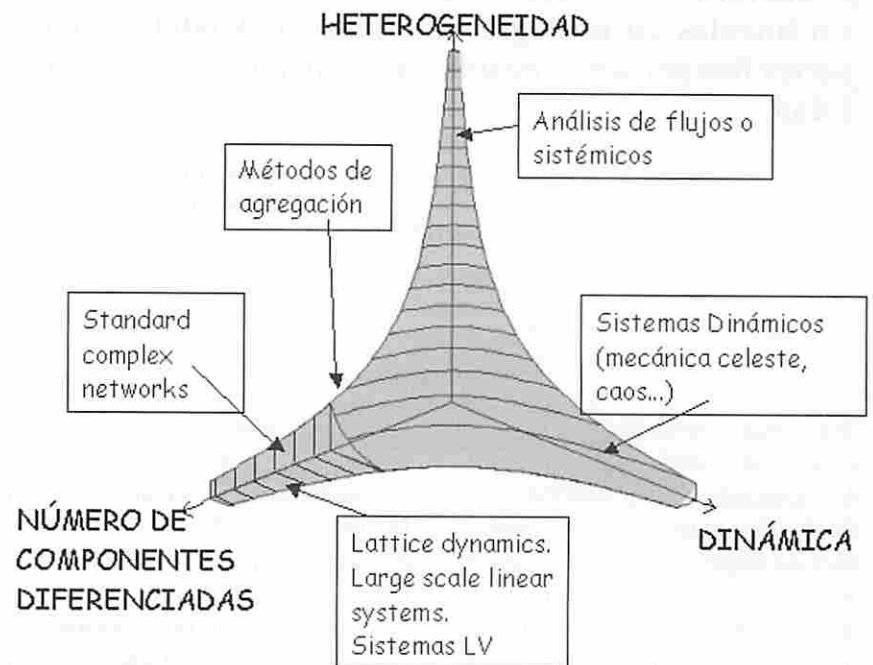 HETEROGENEIDAD
Análisis de flujos o
sistémicos
Métodos de
agregación
Standard
complex
networks
Sistemas Dinámicos
(mecánica celeste,
caos...)
NÚMERO DE
COMPONENTES
DIFERENCIADAS
Lattice dynamics.
Large scale linear
systems.
Sistemas LV
DINÁMICA